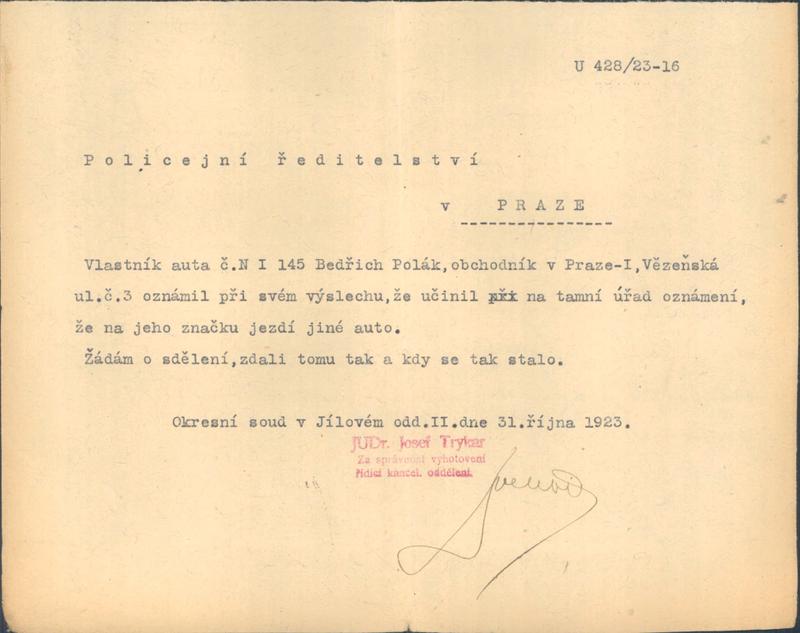 U 428/23-16
Policejní ředitelství
v PRAZE
Vlastník auta č.N I 145 Bedřich Polák,obchodník v Praze-I,Vězeňská
ul.č.3 oznámil při svém výslechu,že učinil při na tamní úřad oznámení,
že na jeho značku jezdí jiné auto.
Žádám o sdělení,zdali tomu tak a kdy se tak stalo.
Okresní soud v Jílovém odd.II.dne 31.října 1923.
JUDr. Josef Trykar
Za správnost vyhotovení
řídící kancel. oddělení.